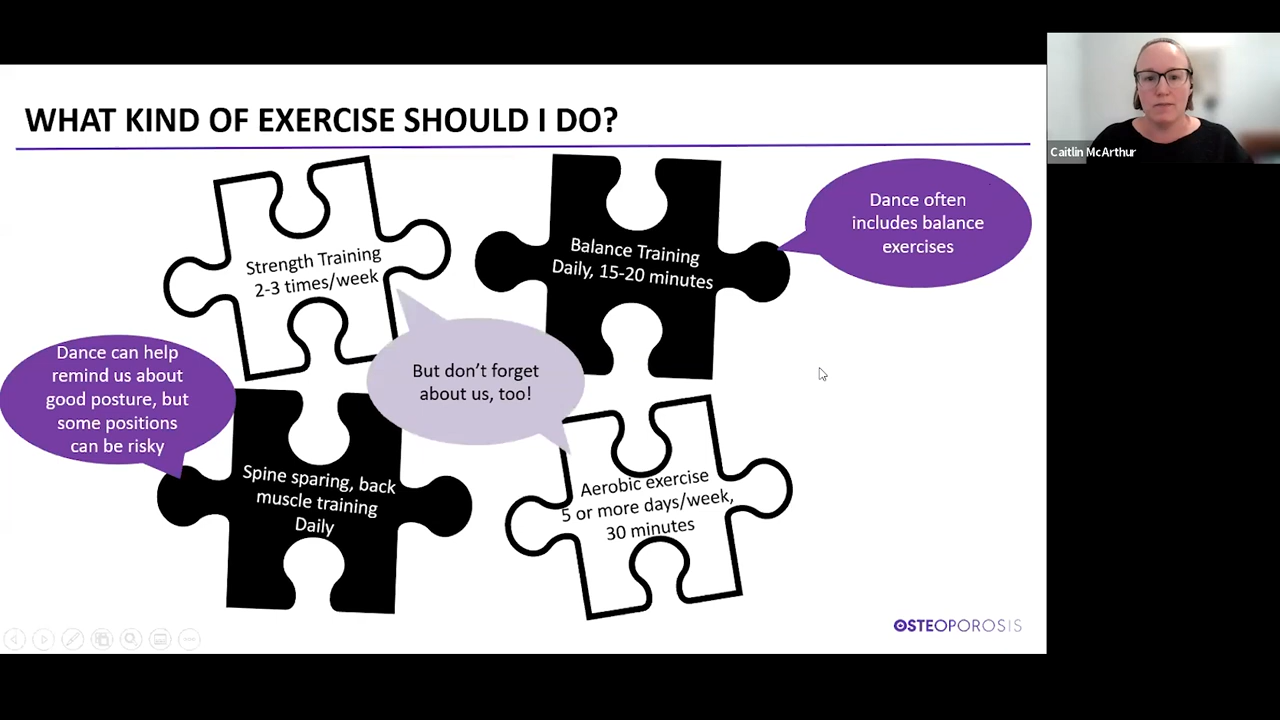 WHAT KIND OF EXERCISE SHOULD I DO?
Caitlin McArthur
Strength Training
2-3 times/week
Balance Training
Daily, 15-20 minutes
Dance often
includes balance
exercises
Dance can help
remind us about
good posture, but
some positions
can be risky
But don't forget
about us, too!
Spine sparing, back
muscle training
Daily
Aerobic exercise
5 or more days/week,
30 minutes
OSTEOPOROSIS